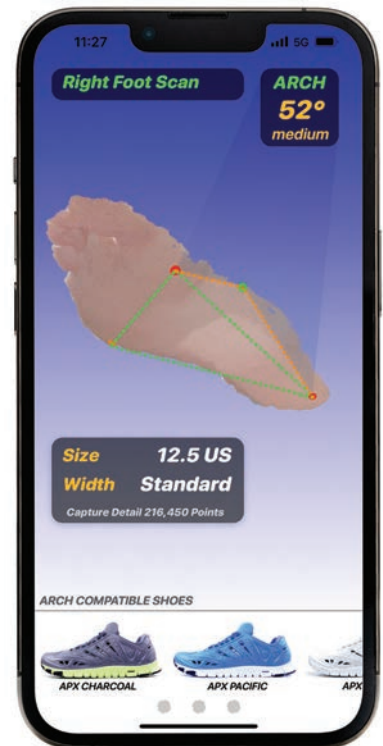 11:27
5G
Right Foot Scan
ARCH
52°
medium
Size 12.5 US
Width Standard
Capture Detail 216,450 Points
ARCH COMPATIBLE SHOES
APX CHARCOAL
APX PACIFIC
APX